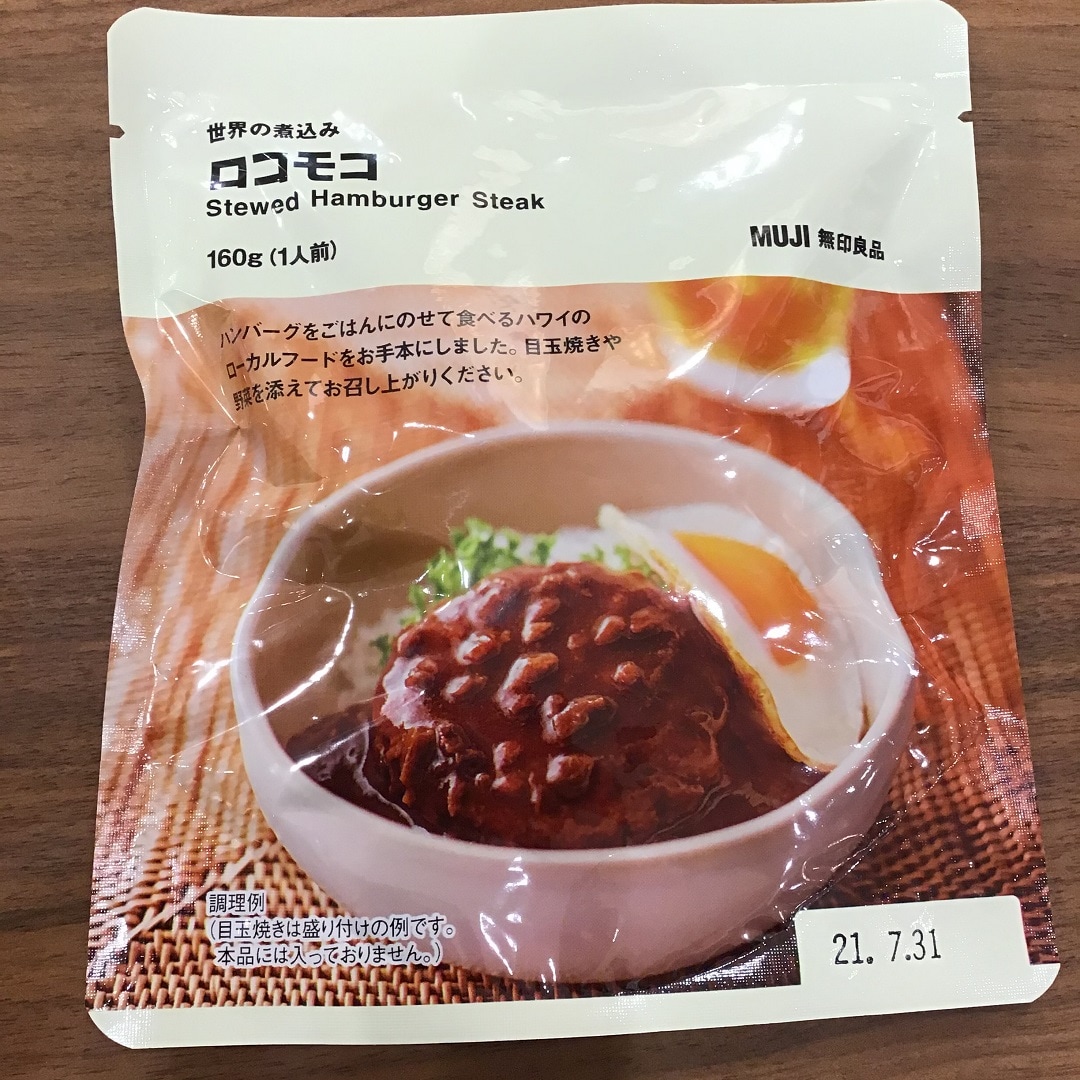 世界の煮込み
ロコモコ
Stewed Hamburger Steak
160g(1人前)
MUJI 無印良品
ハンバーグをごはんにのせて食べるハワイの
ローカルフードをお手本にしました。目玉焼きや
野菜を添えてお召し上がりください。
調理例
(目玉焼きは盛り付けの例です。
本品には入っておりません。)
21. 7.31